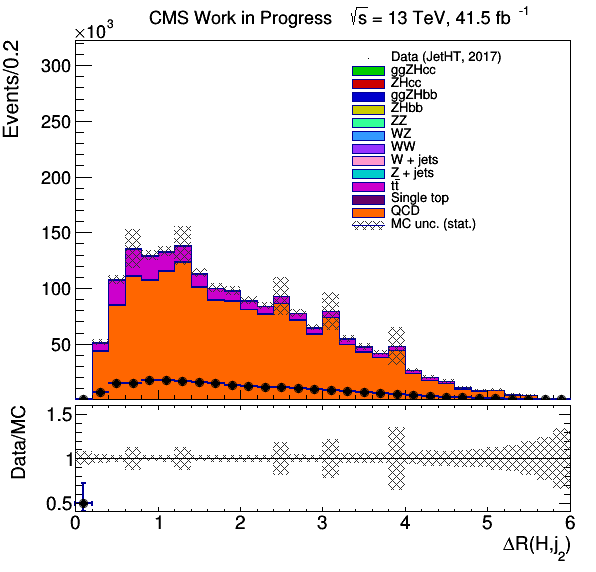 CMS Work in Progress √s = 13 TeV, 41.5 fb⁻¹
×10³
Events/0.2
300
250
200
150
100
50
Data (JetHT, 2017)
ggZHcc
ZHcc
ggZHbb
ZHbb
ZZ
WZ
WW
W + jets
Z + jets
tt̄
Single top
QCD
MC unc. (stat.)
Data/MC
1.5
1
0.5
0 1 2 3 4 5 6
ΔR(H,j₂)